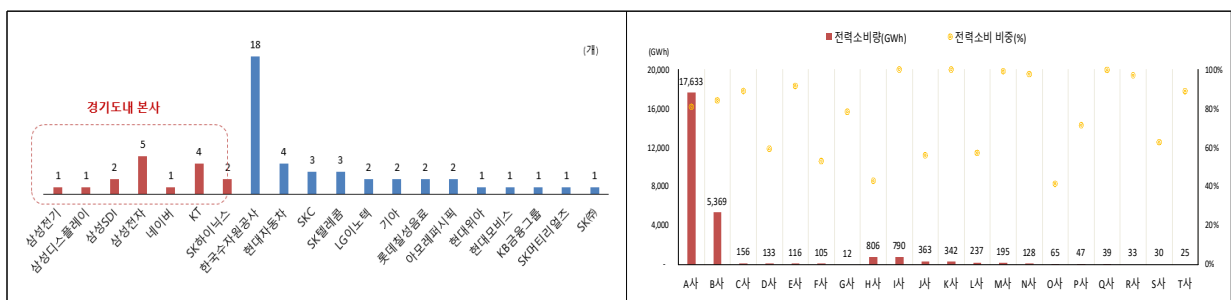 (개)
경기도내 본사
1 1 2 5 1 4 2 18 4 3 3 2 2 2 2 1 1 1 1 1
삼성전기 삼성디스플레이 삼성SDI 삼성전자 네이버 KT SK하이닉스 한국수자원공사 현대자동차 SKC SK텔레콤 LG이노텍 기아 롯데칠성음료 아모레퍼시픽 현대위아 현대모비스 KB금융그룹 SK머티리얼즈 SK㈜
전력소비량(GWh) 전력소비 비중(%)
(GWh)
20,000 100%
17,633
16,000 80%
12,000 60%
8,000 40%
5,369
4,000 20%
156 133 116 105 12 806 790 363 342 237 195 128 65 47 39 33 30 25
- 0%
A사 B사 C사 D사 E사 F사 G사 H사 I사 J사 K사 L사 M사 N사 O사 P사 Q사 R사 S사 T사